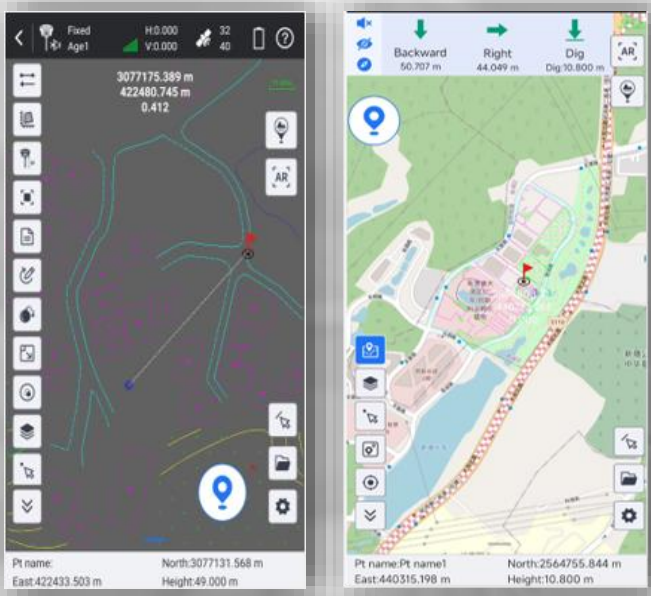 Fixed
Age1
H:0.000
V:0.000
32
40
3077175.389 m
422480.745 m
0.412
AR
Pt name:
North:3077131.568 m
East:422433.503 m
Height:49.000 m
Backward
50.707 m
Right
44.049 m
Dig
Dig:10.800 m
AR
Pt name:Pt name1
North:2564755.844 m
East:440315.198 m
Height:10.800 m